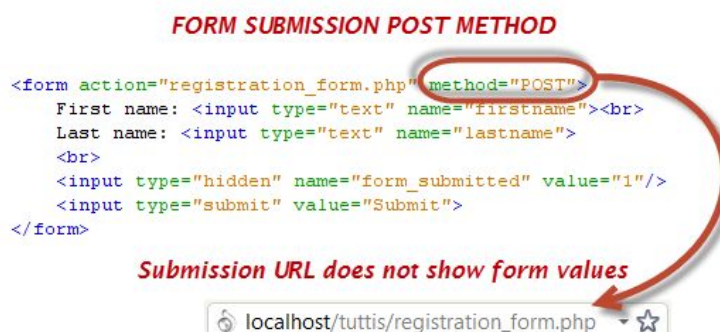 FORM SUBMISSION POST METHOD
<form action="registration_form.php" method="POST">
First name: <input type="text" name="firstname"><br>
Last name: <input type="text" name="lastname">
<br>
<input type="hidden" name="form_submitted" value="1"/>
<input type="submit" value="Submit">
</form>
Submission URL does not show form values
localhost/tuttis/registration_form.php